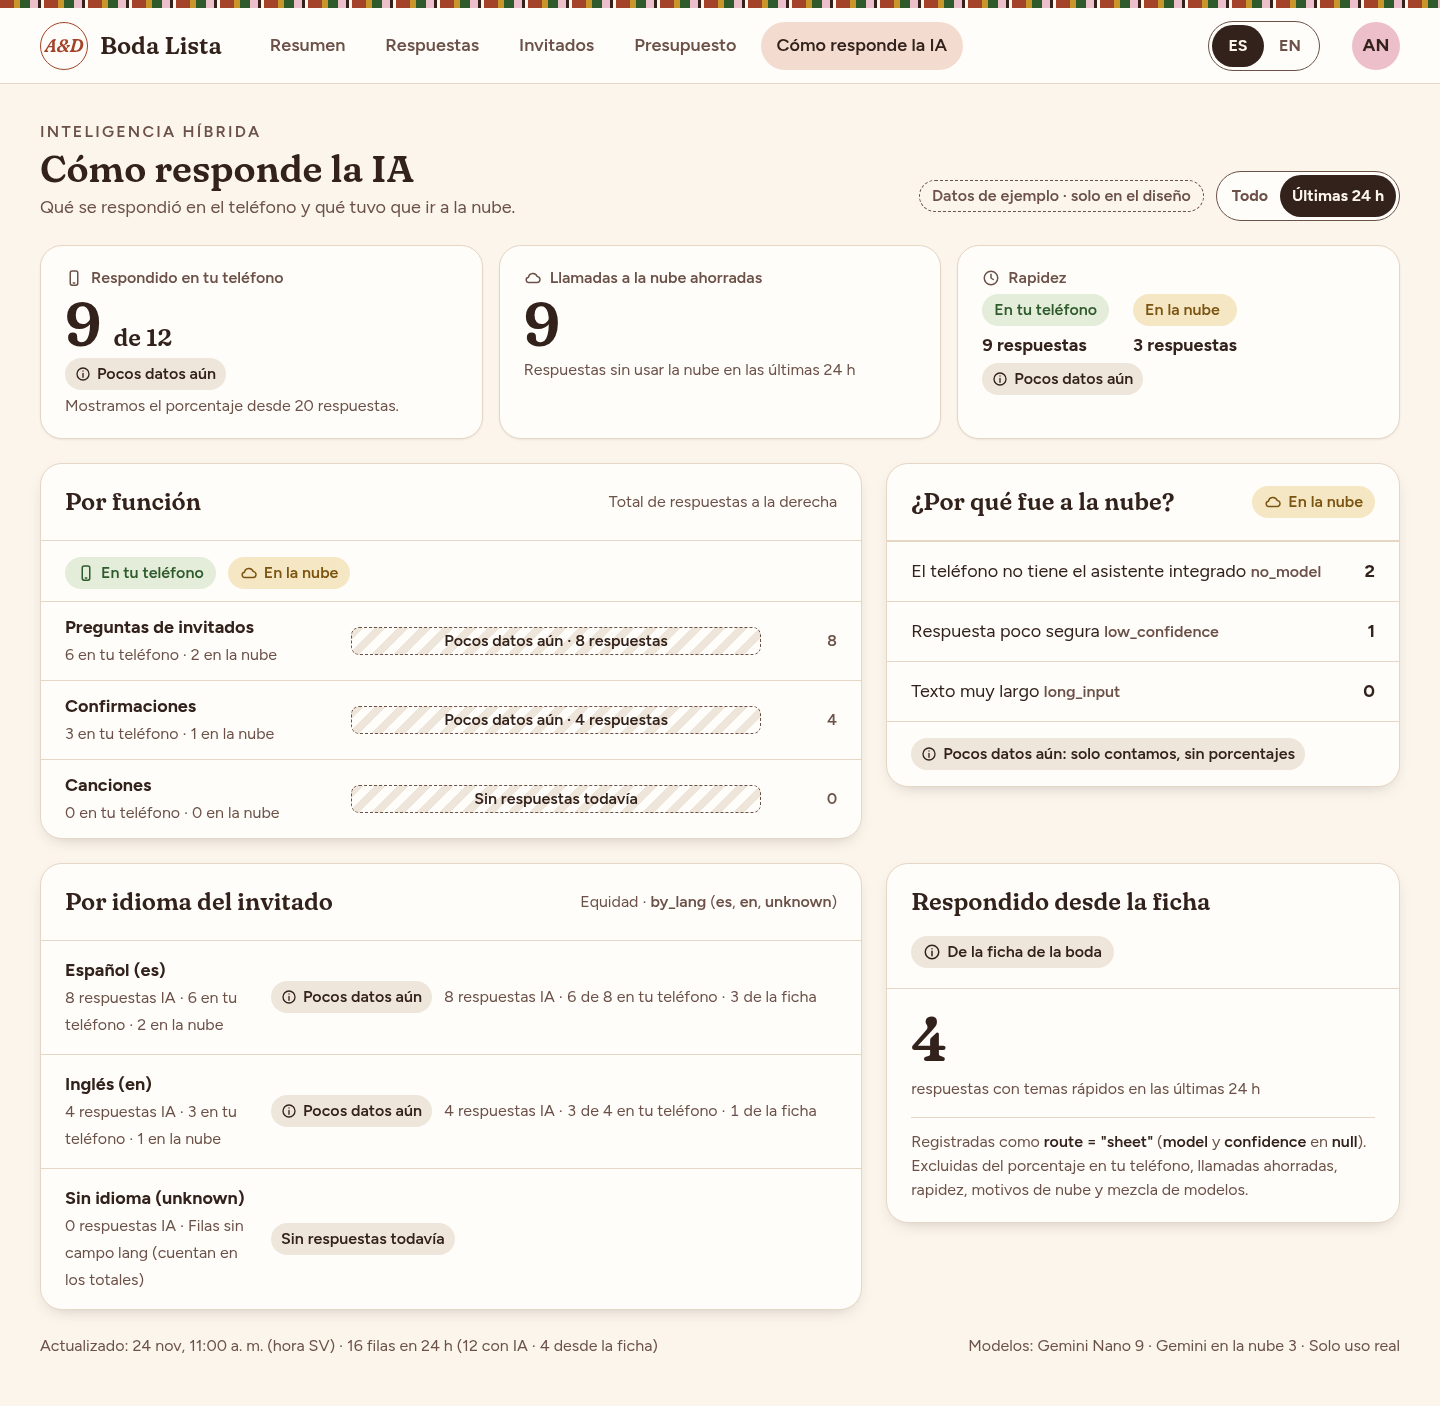 A&D Boda Lista Resumen Respuestas Invitados Presupuesto Cómo responde la IA ES EN AN
INTELIGENCIA HÍBRIDA
Cómo responde la IA
Qué se respondió en el teléfono y qué tuvo que ir a la nube.
Datos de ejemplo · solo en el diseño Todo Últimas 24 h
Respondido en tu teléfono
9 de 12
Pocos datos aún
Mostramos el porcentaje desde 20 respuestas.
Llamadas a la nube ahorradas
9
Respuestas sin usar la nube en las últimas 24 h
Rapidez
En tu teléfono En la nube
9 respuestas 3 respuestas
Pocos datos aún
Por función Total de respuestas a la derecha
En tu teléfono En la nube
Preguntas de invitados
6 en tu teléfono · 2 en la nube
Pocos datos aún · 8 respuestas 8
Confirmaciones
3 en tu teléfono · 1 en la nube
Pocos datos aún · 4 respuestas 4
Canciones
0 en tu teléfono · 0 en la nube
Sin respuestas todavía 0
¿Por qué fue a la nube? En la nube
El teléfono no tiene el asistente integrado no_model 2
Respuesta poco segura low_confidence 1
Texto muy largo long_input 0
Pocos datos aún: solo contamos, sin porcentajes
Por idioma del invitado Equidad · by_lang (es, en, unknown)
Español (es)
8 respuestas IA · 6 en tu
teléfono · 2 en la nube
Pocos datos aún 8 respuestas IA · 6 de 8 en tu teléfono · 3 de la ficha
Inglés (en)
4 respuestas IA · 3 en tu
teléfono · 1 en la nube
Pocos datos aún 4 respuestas IA · 3 de 4 en tu teléfono · 1 de la ficha
Sin idioma (unknown)
0 respuestas IA · Filas sin
campo lang (cuentan en
los totales)
Sin respuestas todavía
Respondido desde la ficha
De la ficha de la boda
4
respuestas con temas rápidos en las últimas 24 h
Registradas como route = "sheet" (model y confidence en null).
Excluidas del porcentaje en tu teléfono, llamadas ahorradas,
rapidez, motivos de nube y mezcla de modelos.
Actualizado: 24 nov, 11:00 a. m. (hora SV) · 16 filas en 24 h (12 con IA · 4 desde la ficha)
Modelos: Gemini Nano 9 · Gemini en la nube 3 · Solo uso real